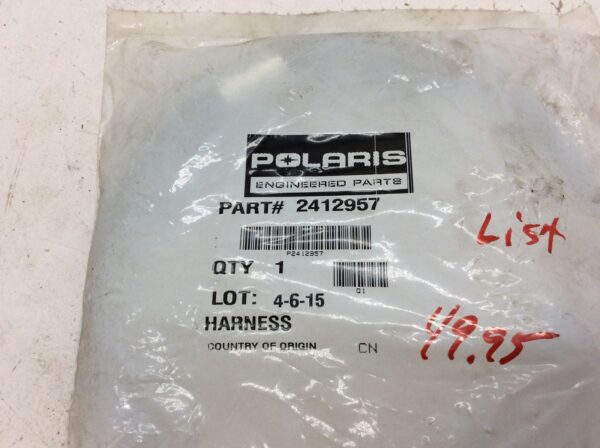 POLARIS
ENGINEERED PARTS
PART# 2412957
P2412957
QTY 1
Q1
LOT: 4-6-15
HARNESS
COUNTRY OF ORIGIN CN
List
49.95